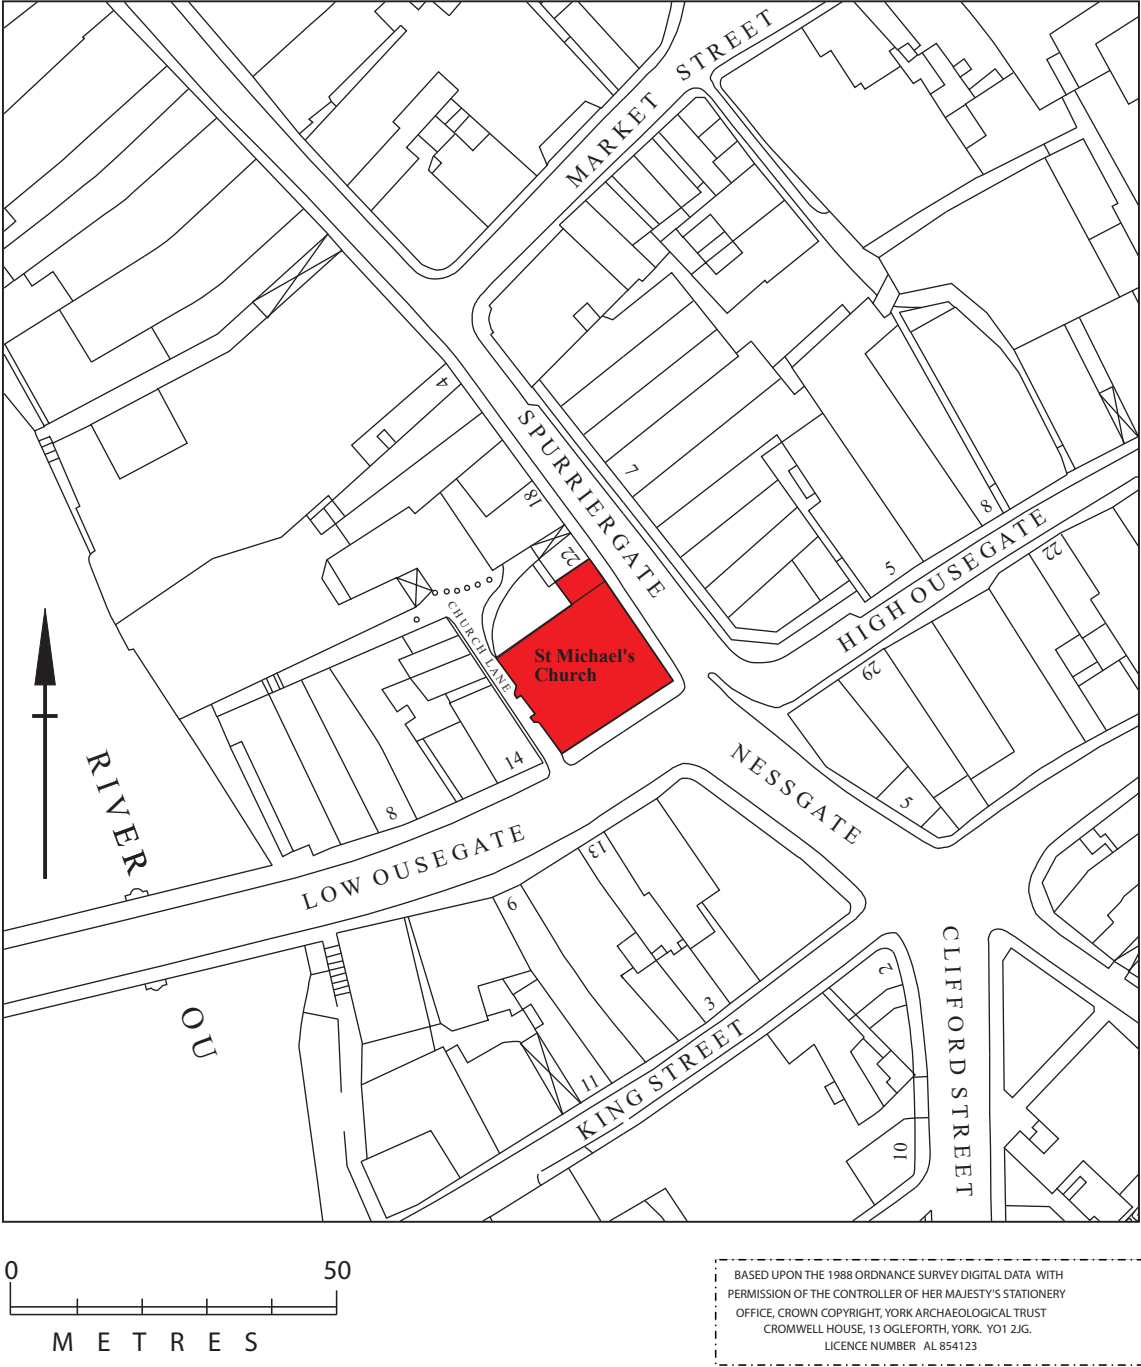 MARKET STREET
4
SPURRIERGATE
7
18
22
8
5
HIGH OUSEGATE
22
CHURCH LANE
St Michael's
Church
29
RIVER
NESSGATE
14
5
8
LOW OUSEGATE
13
6
CLIFFORD STREET
2
3
OU
KING STREET
11
10
0 50
METRES
BASED UPON THE 1988 ORDNANCE SURVEY DIGITAL DATA WITH
PERMISSION OF THE CONTROLLER OF HER MAJESTY'S STATIONERY
OFFICE, CROWN COPYRIGHT, YORK ARCHAEOLOGICAL TRUST
CROMWELL HOUSE, 13 OGLEFORTH, YORK. YO1 2JG.
LICENCE NUMBER AL 854123